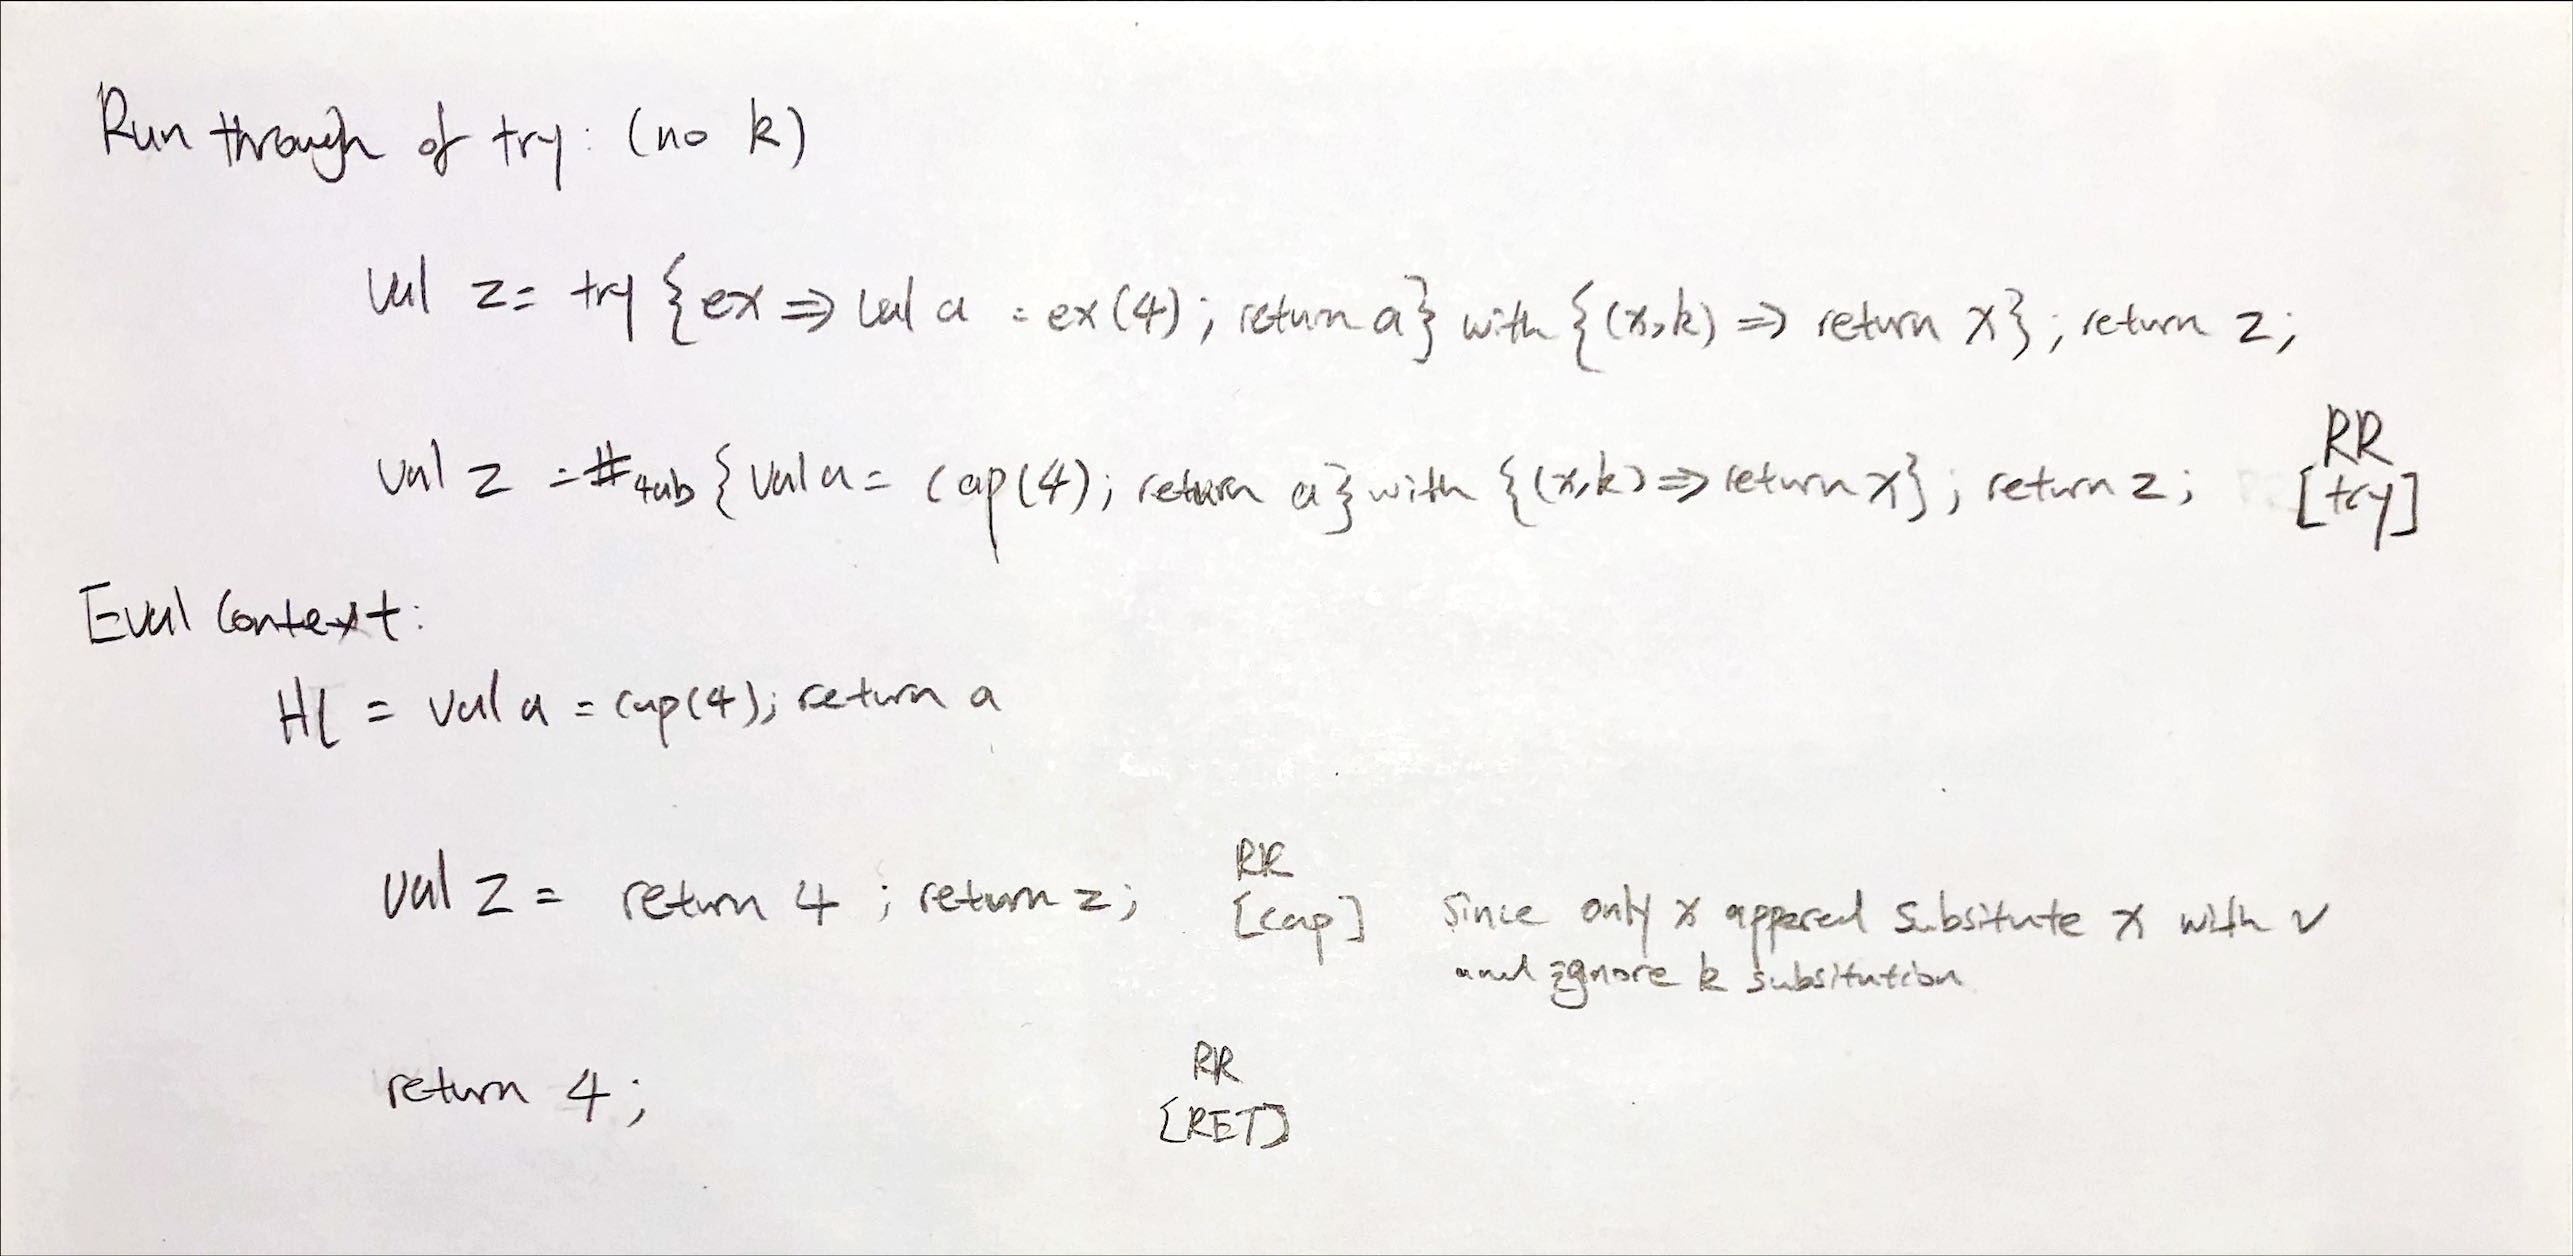 Run through of try: (no k)
val z = try {ex ⇒ val a = ex(4); return a} with {(x,k) ⇒ return x}; return z;
RR
val z = #4ab {val a = cap(4); return a} with {(x,k) ⇒ return x}; return z; [try]
Eval Context:
HL = val a = cap(4); return a
RR
val z = return 4 ; return z; [cap] since only x appered subsitute x with v
and ignore k subsitution
RR
return 4; [RET]